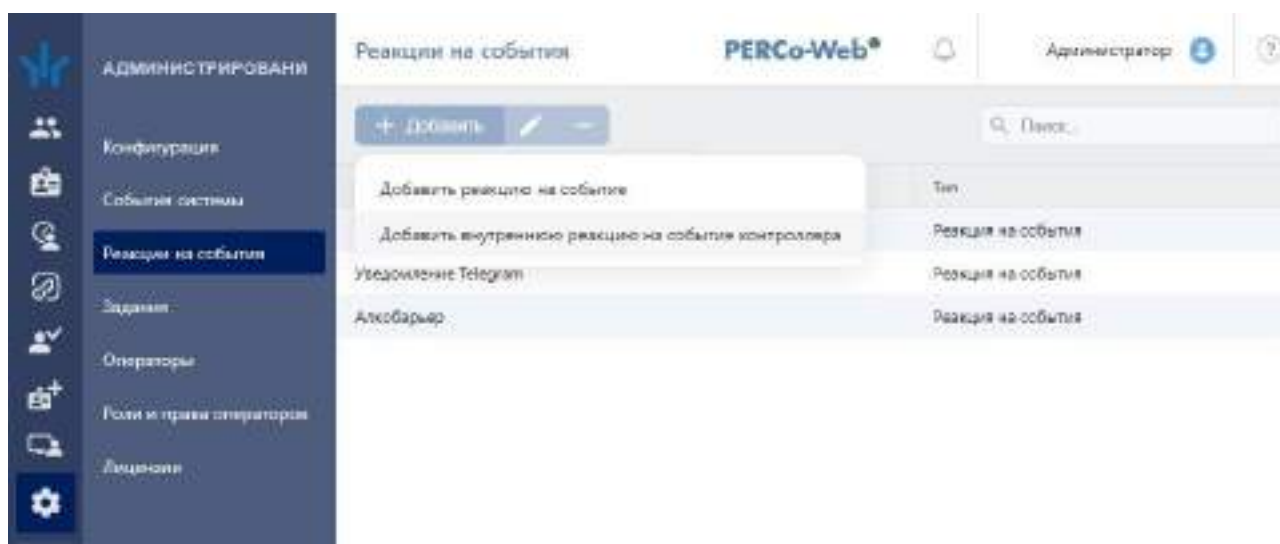 АДМИНИСТРИРОВАНИ
Конфигурация
События системы
Реакции на события
Задания
Операторы
Роли и права операторов
Лицензии
Реакции на события
PERCo-Web
Администратор
?
+ Добавить
Поиск...
Добавить реакцию на событие
Добавить внутреннюю реакцию на события контроллера
Тип
Реакция на события
Уведомление Telegram
Реакция на события
Алкобарьер
Реакция на события